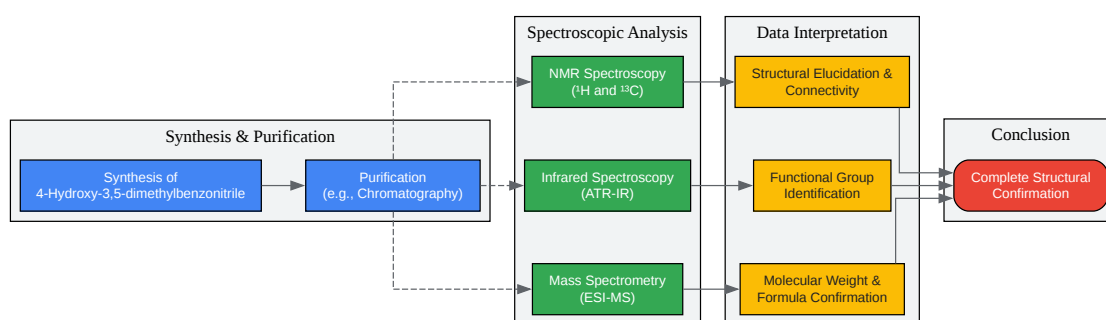 Synthesis & Purification
Synthesis of
4-Hydroxy-3,5-dimethylbenzonitrile
Purification
(e.g., Chromatography)
Spectroscopic Analysis
NMR Spectroscopy
(¹H and ¹³C)
Infrared Spectroscopy
(ATR-IR)
Mass Spectrometry
(ESI-MS)
Data Interpretation
Structural Elucidation &
Connectivity
Functional Group
Identification
Molecular Weight &
Formula Confirmation
Conclusion
Complete Structural
Confirmation